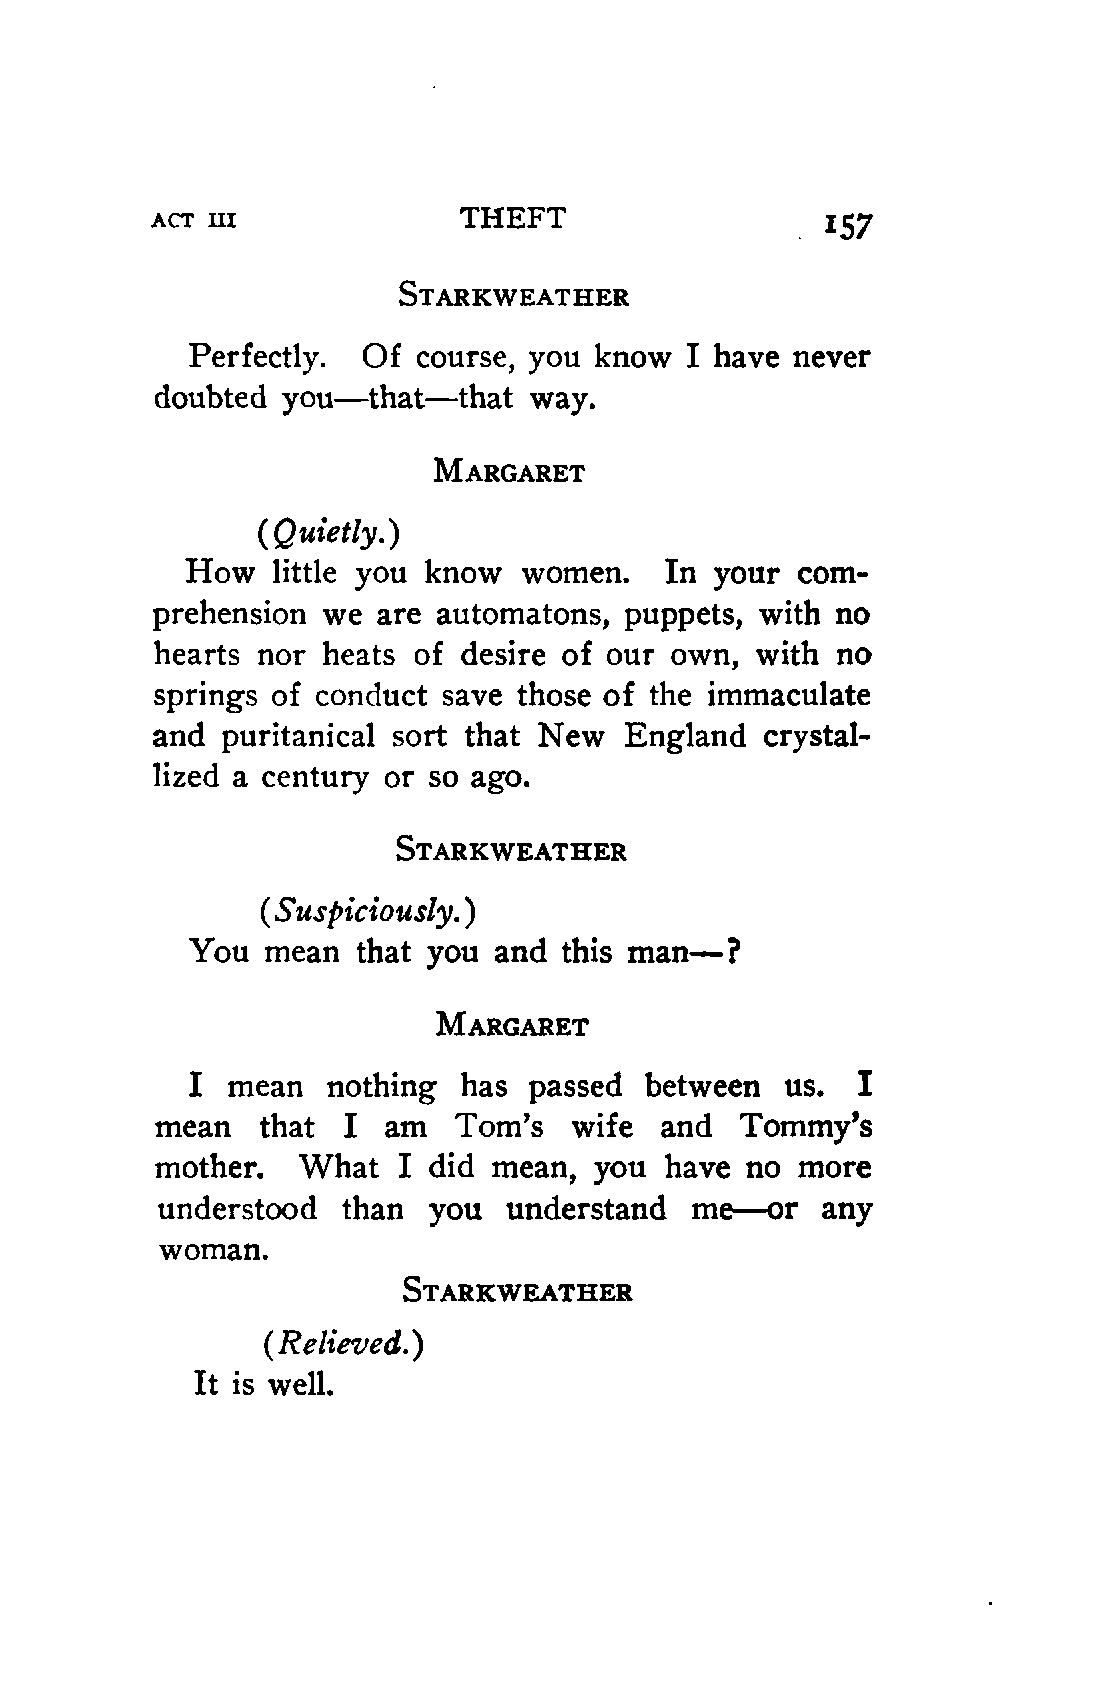 ACT III THEFT 157
STARKWEATHER
Perfectly. Of course, you know I have never
doubted you—that—that way.
MARGARET
(Quietly.)
How little you know women. In your com-
prehension we are automatons, puppets, with no
hearts nor heats of desire of our own, with no
springs of conduct save those of the immaculate
and puritanical sort that New England crystal-
lized a century or so ago.
STARKWEATHER
(Suspiciously.)
You mean that you and this man—?
MARGARET
I mean nothing has passed between us. I
mean that I am Tom's wife and Tommy's
mother. What I did mean, you have no more
understood than you understand me—or any
woman.
STARKWEATHER
(Relieved.)
It is well.